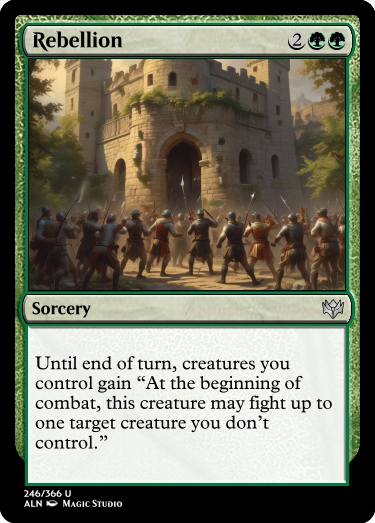 Rebellion 2
Sorcery
Until end of turn, creatures you
control gain “At the beginning of
combat, this creature may fight up to
one target creature you don’t
control.”
246/366 U
ALN Magic Studio